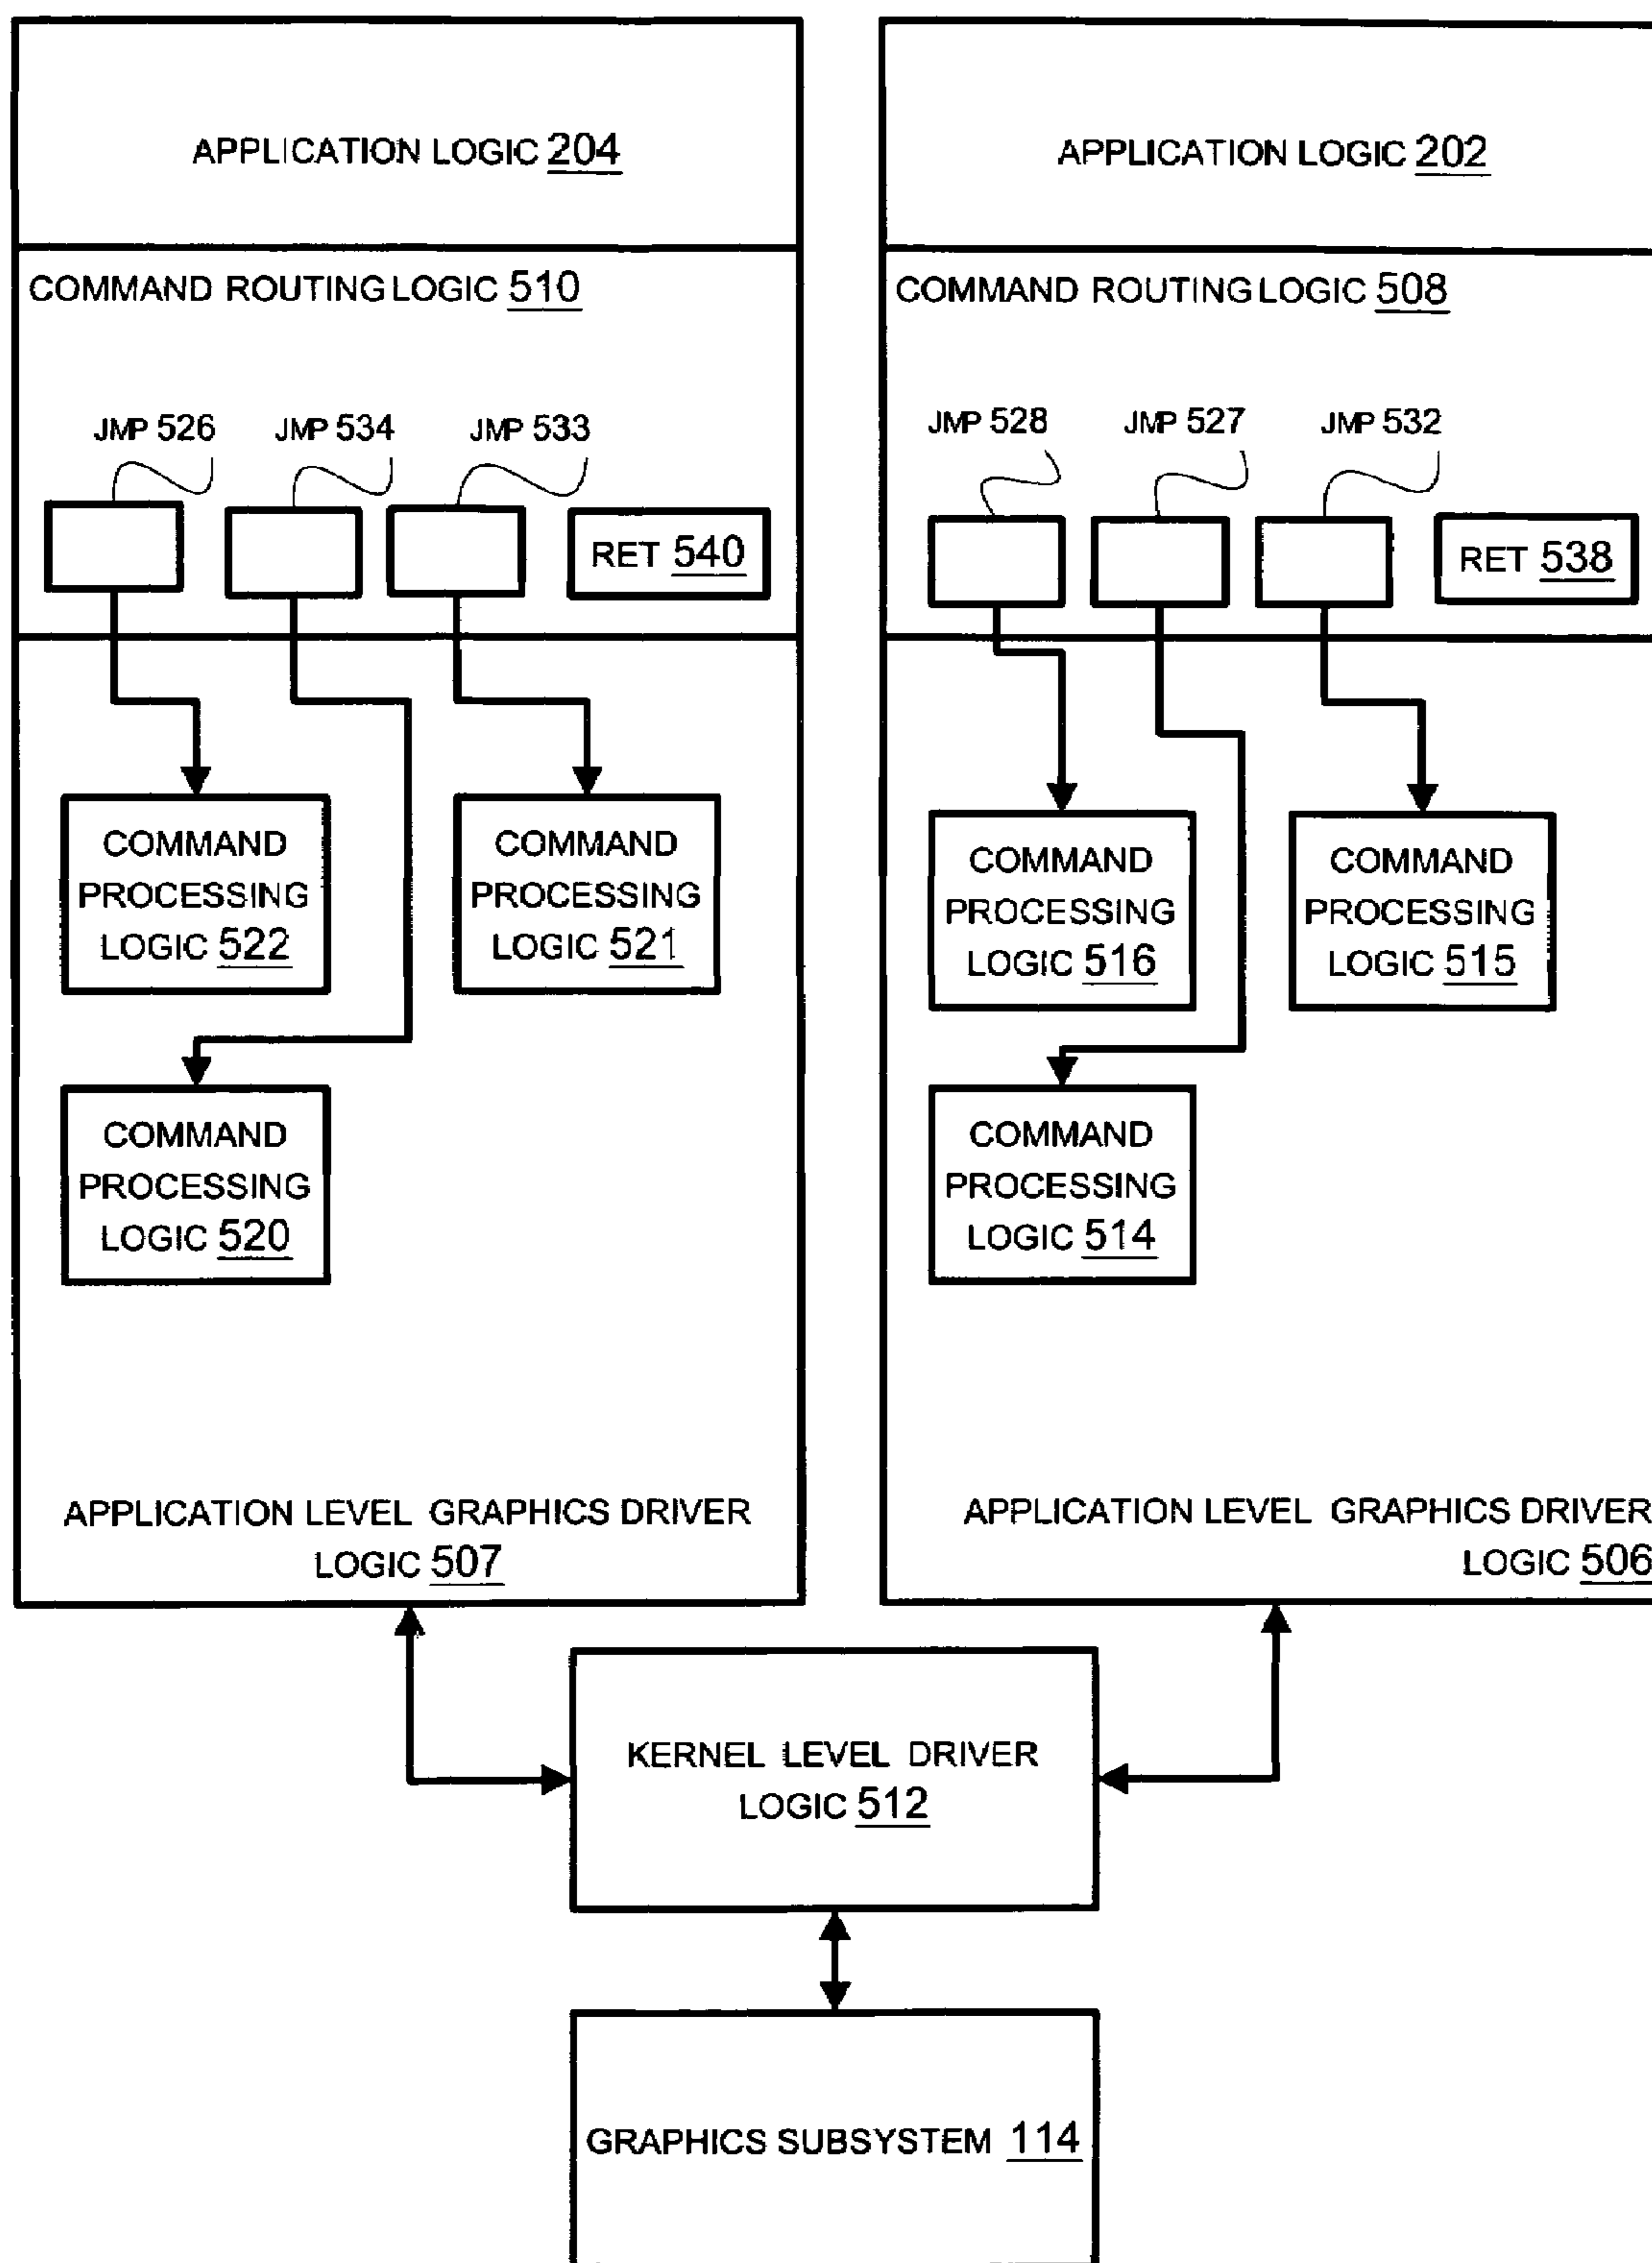 APPLICATION LOGIC 204
COMMAND ROUTING LOGIC 510
JMP 526
JMP 534
JMP 533
RET 540
COMMAND
PROCESSING
LOGIC 522
COMMAND
PROCESSING
LOGIC 521
COMMAND
PROCESSING
LOGIC 520
APPLICATION LEVEL GRAPHICS DRIVER
LOGIC 507
APPLICATION LOGIC 202
COMMAND ROUTING LOGIC 508
JMP 528
JMP 527
JMP 532
RET 538
COMMAND
PROCESSING
LOGIC 516
COMMAND
PROCESSING
LOGIC 515
COMMAND
PROCESSING
LOGIC 514
APPLICATION LEVEL GRAPHICS DRIVER
LOGIC 506
KERNEL LEVEL DRIVER
LOGIC 512
GRAPHICS SUBSYSTEM 114